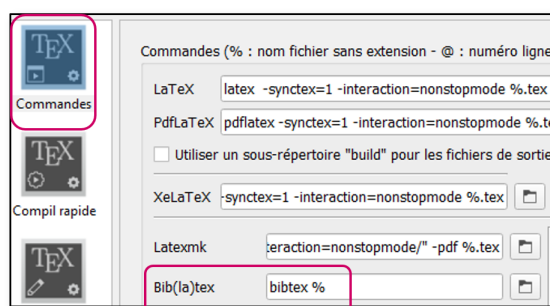 TEX
Commandes
TEX
Compil rapide
TEX
Commandes (% : nom fichier sans extension - @ : numéro ligne
LaTeX latex -synctex=1 -interaction=nonstopmode %.tex
PdfLaTeX pdflatex -synctex=1 -interaction=nonstopmode %.te
Utiliser un sous-répertoire "build" pour les fichiers de sortie
XeLaTeX -synctex=1 -interaction=nonstopmode %.tex
Latexmk :eraction=nonstopmode/" -pdf %.tex
Bib(la)tex bibtex %